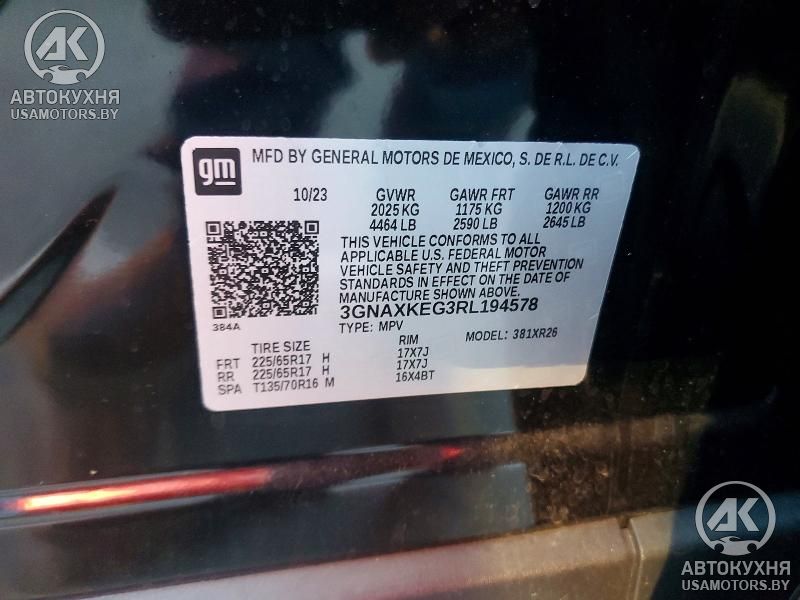 AK
АВТОКУХНЯ
USAMOTORS.BY
gm
MFD BY GENERAL MOTORS DE MEXICO, S. DE R.L. DE C.V.
10/23 GVWR GAWR FRT GAWR RR
2025 KG 1175 KG 1200 KG
4464 LB 2590 LB 2645 LB
THIS VEHICLE CONFORMS TO ALL
APPLICABLE U.S. FEDERAL MOTOR
VEHICLE SAFETY AND THEFT PREVENTION
STANDARDS IN EFFECT ON THE DATE OF
MANUFACTURE SHOWN ABOVE.
3GNAXKEG3RL194578
384A
TYPE: MPV MODEL: 381XR26
TIRE SIZE RIM
FRT 225/65R17 H 17X7J
RR 225/65R17 H 17X7J
SPA T135/70R16 M 16X4BT
AK
АВТОКУХНЯ
USAMOTORS.BY